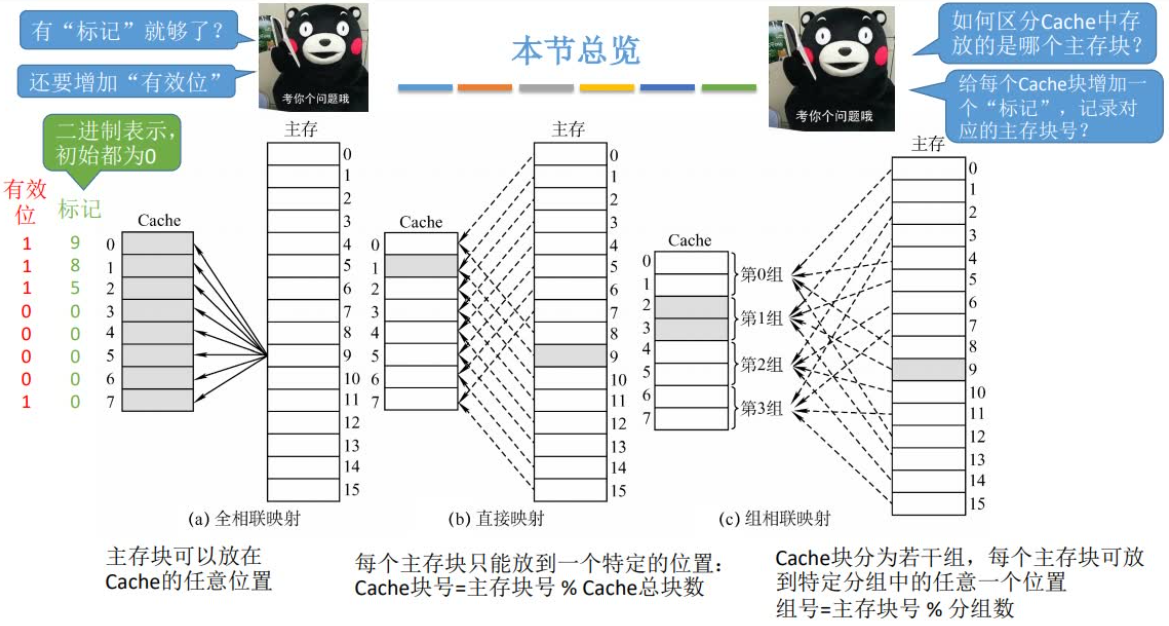 有“标记”就够了?
还要增加“有效位”
考你个问题哦
本节总览
考你个问题哦
如何区分Cache中存
放的是哪个主存块?
给每个Cache块增加一
个“标记”,记录对
应的主存块号?
二进制表示,
初始都为0
有效
位
标记
1 9
1 8
1 5
0 0
0 0
0 0
0 0
1 0
Cache
0
1
2
3
4
5
6
7
主存
0
1
2
3
4
5
6
7
8
9
10
11
12
13
14
15
(a) 全相联映射
主存块可以放在
Cache的任意位置
Cache
0
1
2
3
4
5
6
7
主存
0
1
2
3
4
5
6
7
8
9
10
11
12
13
14
15
(b) 直接映射
每个主存块只能放到一个特定的位置:
Cache块号=主存块号 % Cache总块数
Cache
0
1
2
3
4
5
6
7
第0组
第1组
第2组
第3组
主存
0
1
2
3
4
5
6
7
8
9
10
11
12
13
14
15
(c) 组相联映射
Cache块分为若干组,每个主存块可放
到特定分组中的任意一个位置
组号=主存块号 % 分组数